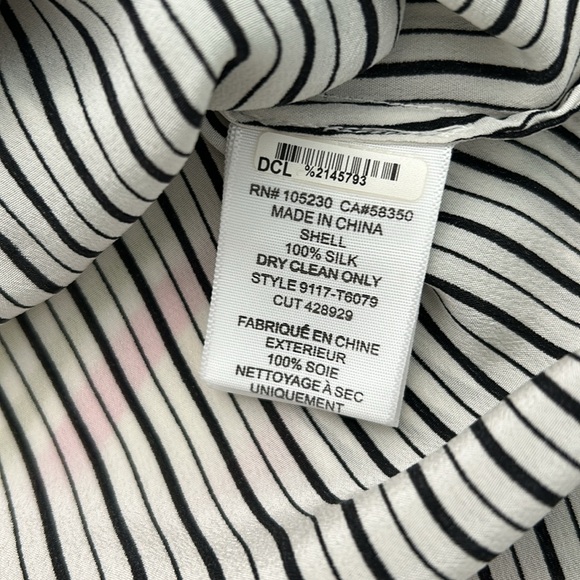 DCL %2145793
RN# 105230 CA#58350
MADE IN CHINA
SHELL
100% SILK
DRY CLEAN ONLY
STYLE 9117-T6079
CUT 428929
FABRIQUÉ EN CHINE
EXTERIEUR
100% SOIE
NETTOYAGE À SEC
UNIQUEMENT